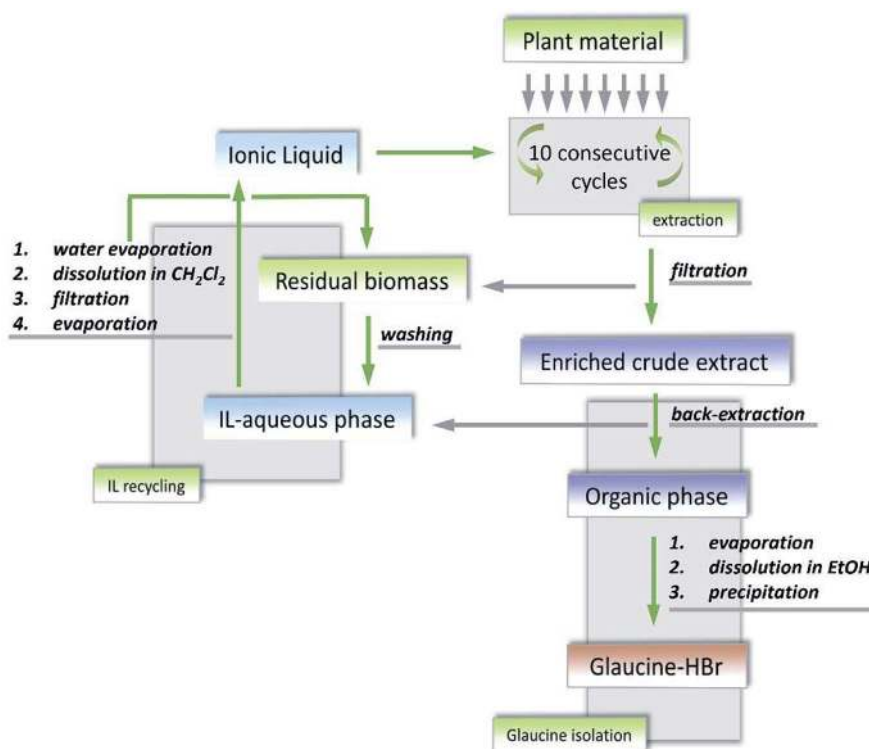 Plant material
Ionic Liquid
10 consecutive
cycles
extraction
1. water evaporation
2. dissolution in CH₂Cl₂
3. filtration
4. evaporation
Residual biomass
filtration
washing
Enriched crude extract
IL-aqueous phase
back-extraction
IL recycling
Organic phase
1. evaporation
2. dissolution in EtOH
3. precipitation
Glaucine-HBr
Glaucine isolation